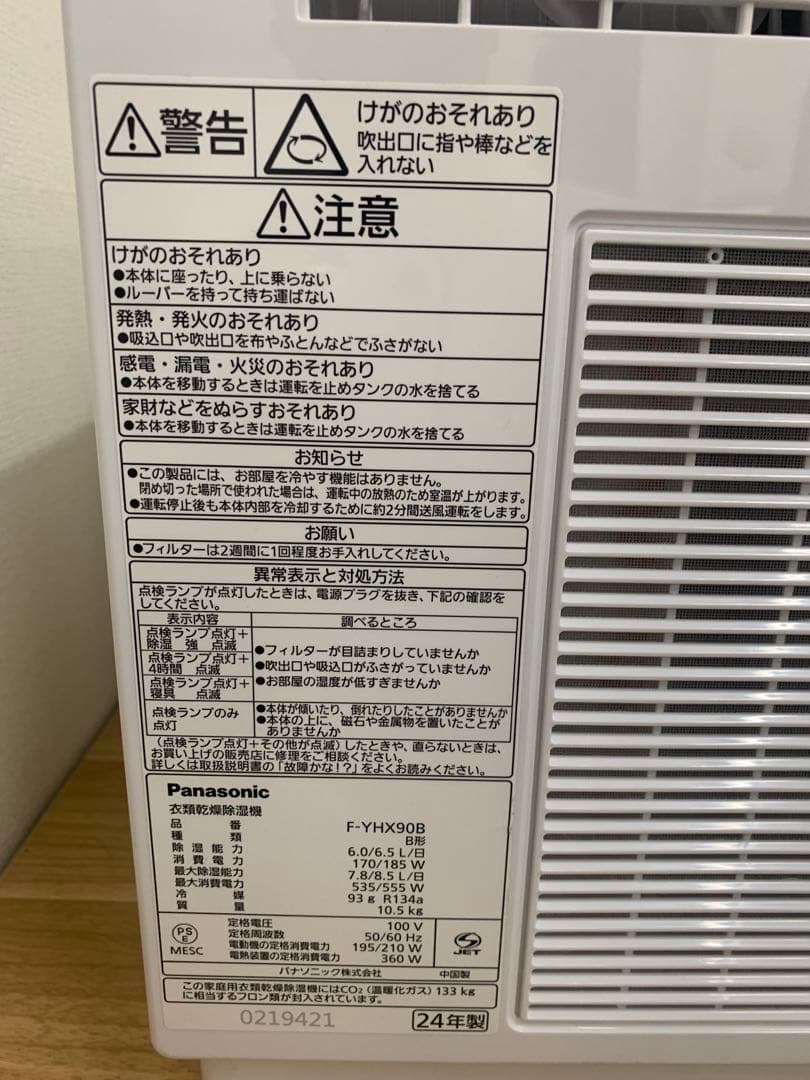 警告
けがのおそれあり
吹出口に指や棒などを
入れない
注意
けがのおそれあり
●本体に座ったり、上に乗らない
●ルーバーを持って持ち運ばない
発熱・発火のおそれあり
●吸込口や吹出口を布やふとんなどでふさがない
感電・漏電・火災のおそれあり
●本体を移動するときは運転を止めタンクの水を捨てる
家財などをぬらすおそれあり
●本体を移動するときは運転を止めタンクの水を捨てる
お知らせ
●この製品には、お部屋を冷やす機能はありません。
閉め切った場所で使われた場合は、運転中の放熱のため室温が上がります。
●運転停止後も本体内部を冷却するために約2分間送風運転をします。
お願い
●フィルターは2週間に1回程度お手入れしてください。
異常表示と対処方法
点検ランプが点灯したときは、電源プラグを抜き、下記の確認を
してください。
表示内容 調べるところ
点検ランプ点灯+
除湿 強 点滅
点検ランプ点灯+
4時間 点滅
点検ランプ点灯+
寝具 点滅
●フィルターが目詰まりしていませんか
●吹出口や吸込口がふさがっていませんか
●お部屋の湿度が低すぎませんか
点検ランプのみ
点灯
●本体が傾いたり、倒れたりしたことがありませんか
●本体の上に、磁石や金属物を置いたことが
ありませんか
(点検ランプ点灯+その他が点滅)したときや、直らないときは、
お買い上げの販売店に修理をご相談ください。
詳しくは取扱説明書の「故障かな!?」をよくお読みください。
Panasonic
衣類乾燥除湿機
品番 F-YHX90B
種類 B形
除湿能力 6.0/6.5 L/日
消費電力 170/185 W
最大除湿能力 7.8/8.5 L/日
最大消費電力 535/555 W
冷媒 93 g R134a
質量 10.5 kg
PS
E
MESC
定格電圧 100 V
定格周波数 50/60 Hz
電動機の定格消費電力 195/210 W
電熱装置の定格消費電力 360 W
JET
パナソニック株式会社 中国製
この家庭用衣類乾燥除湿機にはCO₂(温暖化ガス)133 kg
に相当するフロン類が封入されています。
0219421 24年製